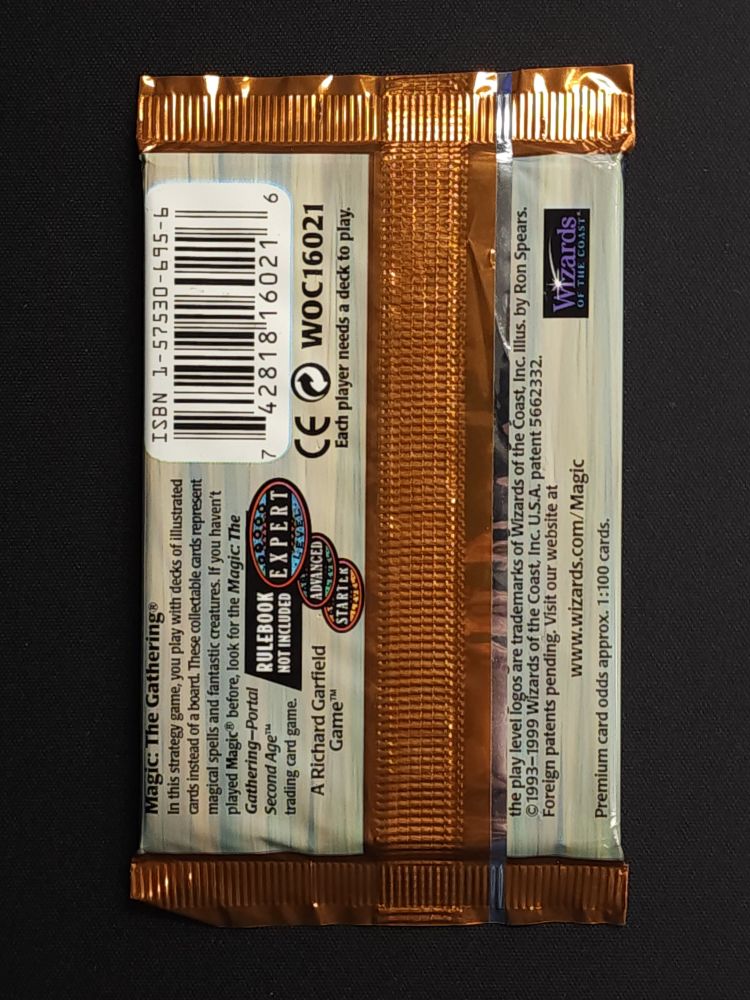 Magic: The Gathering®
In this strategy game, you play with decks of illustrated
cards instead of a board. These collectable cards represent
magical spells and fantastic creatures. If you haven't
played Magic® before, look for the Magic: The
Gathering–Portal
Second Age™
trading card game.
A Richard Garfield
Game™
RULEBOOK
NOT INCLUDED
EXPERT
LEVEL
ADVANCED
STARTER
ISBN 1-57530-695-6
7 42818 16021 6
CE WOC16021
Each player needs a deck to play.
the play level logos are trademarks of Wizards of the Coast, Inc. Illus. by Ron Spears.
©1993–1999 Wizards of the Coast, Inc. U.S.A. patent 5662332.
Foreign patents pending. Visit our website at
www.wizards.com/Magic
Premium card odds approx. 1:100 cards.
Wizards
OF THE COAST®